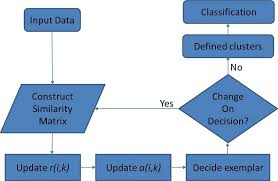 Input Data
Construct
Similarity
Matrix
Update r(i,k)
Update a(i,k)
Decide exemplar
Change
On
Decision?
Yes
No
Defined clusters
Classification